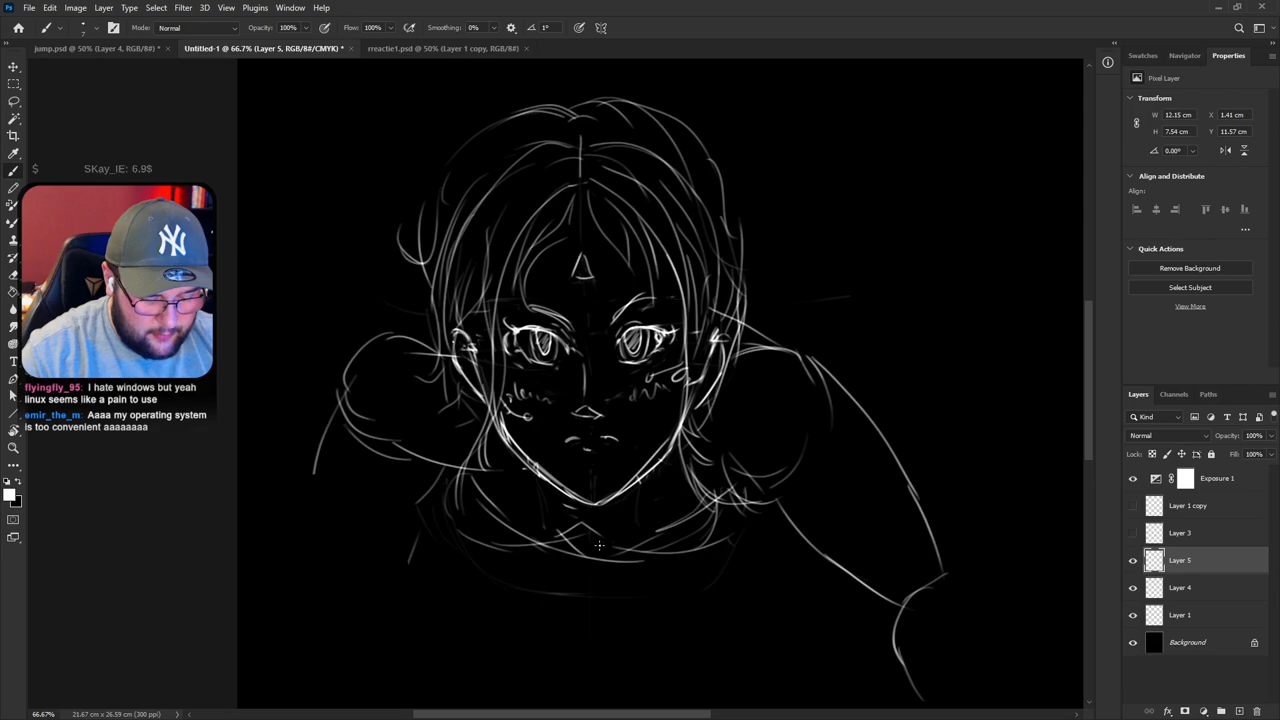 Ps File Edit Image Layer Type Select Filter 3D View Plugins Window Help
7 Mode: Normal Opacity: 100% Flow: 100% Smoothing: 0% 1°
jump.psd @ 50% (Layer 4, RGB/8#) * × Untitled-1 @ 66.7% (Layer 5, RGB/8#/CMYK) * × rreactie1.psd @ 50% (Layer 1 copy, RGB/8#) ×
Swatches Navigator Properties
Pixel Layer
Transform
W 12.15 cm X 1.41 cm
H 7.54 cm Y 11.57 cm
0.00°
Align and Distribute
Align:
Quick Actions
Remove Background
Select Subject
View More
$ SKay_IE: 6.9$
NY
flyingfly_95: I hate windows but yeah
linux seems like a pain to use
emir_the_m: Aaaa my operating system
is too convenient aaaaaaaa
Layers Channels Paths
Kind
Normal Opacity: 100%
Lock: Fill: 100%
Exposure 1
Layer 1 copy
Layer 3
Layer 5
Layer 4
Layer 1
Background
66.67% 21.67 cm x 26.59 cm (300 ppi)